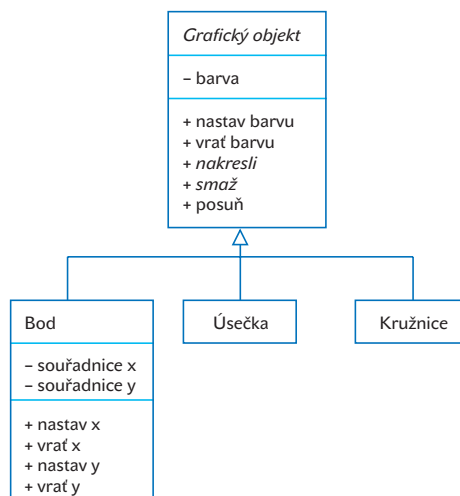 Grafický objekt
– barva
+ nastav barvu
+ vrať barvu
+ nakresli
+ smaž
+ posuň
Bod
– souřadnice x
– souřadnice y
+ nastav x
+ vrať x
+ nastav y
+ vrať y
Úsečka
Kružnice